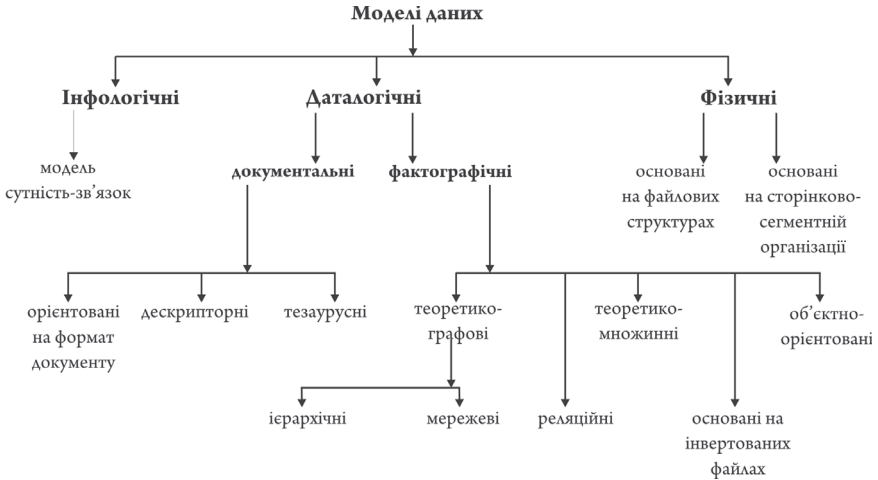 Моделі даних
Інфологічні
Даталогічні
Фізичні
модель
сутність-зв’язок
документальні
фактографічні
основані
на файлових
структурах
основані
на сторінково-
сегментній
організації
орієнтовані
на формат
документу
дескрипторні
тезаурусні
теоретико-
графові
теоретико-
множинні
об’єктно-
орієнтовані
ієрархічні
мережеві
реляційні
основані на
інвертованих
файлах